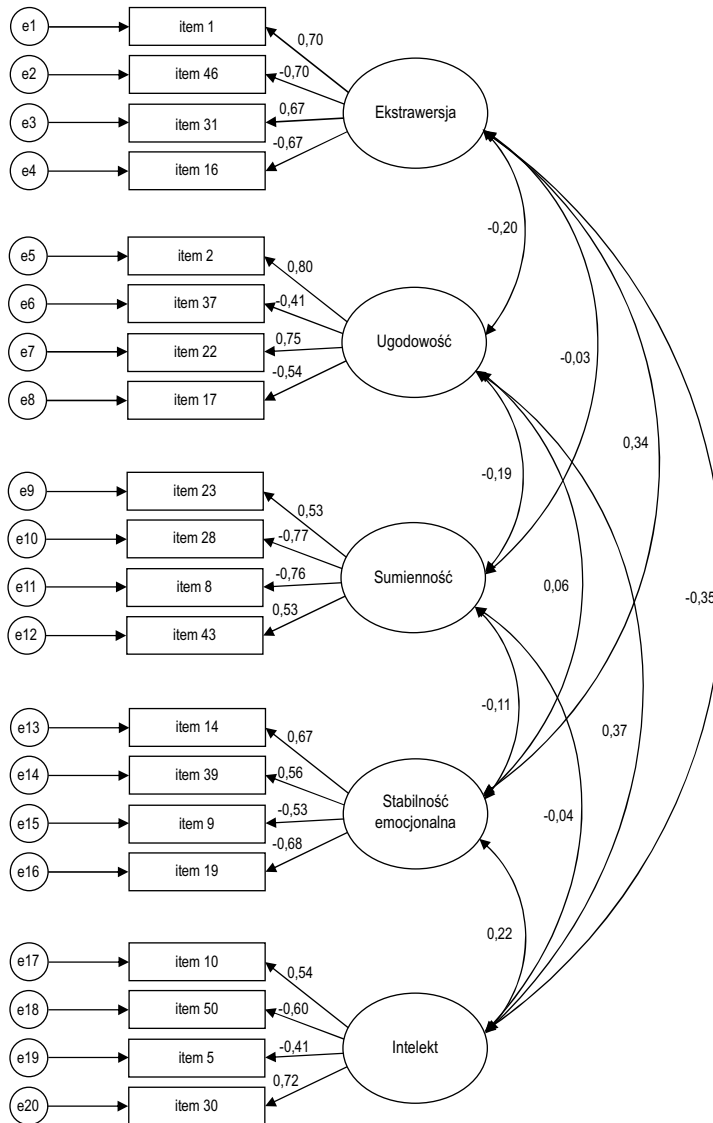 e1
item 1
0,70
e2
item 46
-0,70
e3
item 31
0,67
e4
item 16
-0,67
Ekstrawersja
-0,20
e5
item 2
0,80
e6
item 37
-0,41
e7
item 22
0,75
e8
item 17
-0,54
Ugodowość
-0,03
0,34
-0,19
e9
item 23
0,53
e10
item 28
-0,77
e11
item 8
-0,76
e12
item 43
0,53
Sumienność
0,06
-0,35
-0,11
0,37
e13
item 14
0,67
e14
item 39
0,56
e15
item 9
-0,53
e16
item 19
-0,68
Stabilność
emocjonalna
-0,04
0,22
e17
item 10
0,54
e18
item 50
-0,60
e19
item 5
-0,41
e20
item 30
0,72
Intelekt